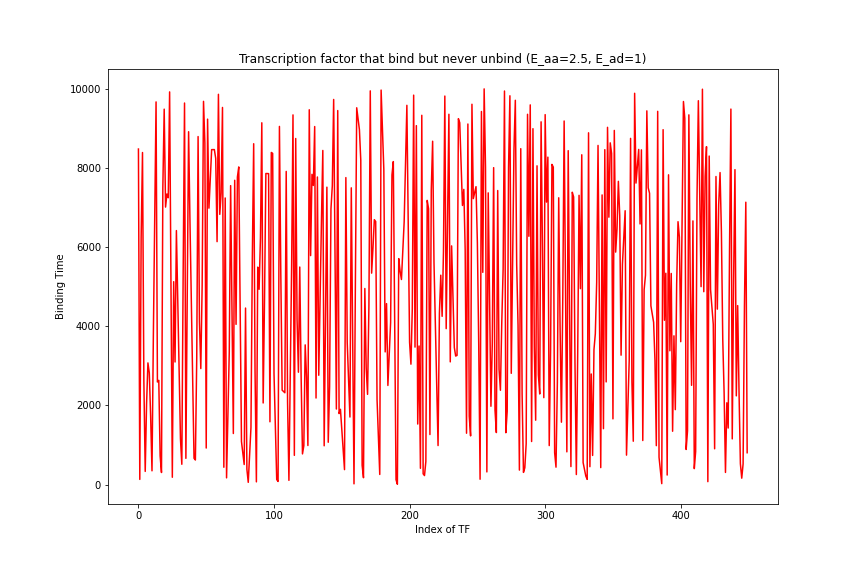 Transcription factor that bind but never unbind (E_aa=2.5, E_ad=1)
10000
8000
6000
4000
2000
0
Binding Time
0 100 200 300 400
Index of TF